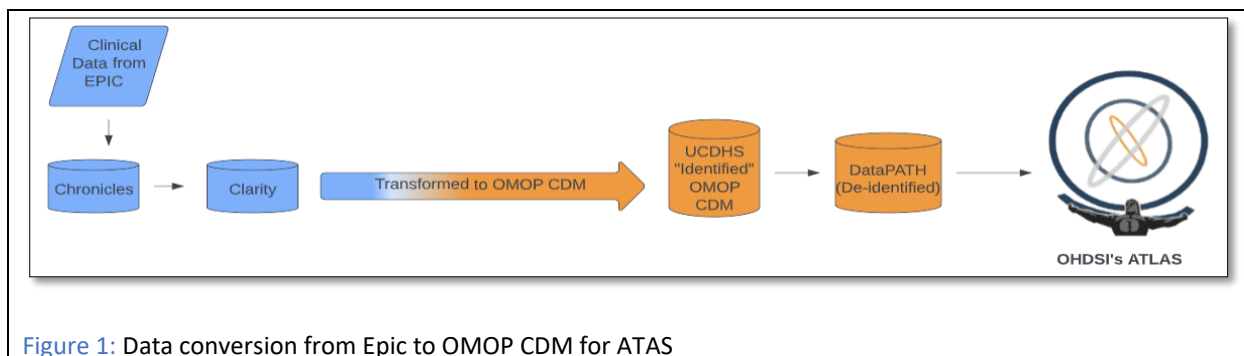 Clinical
Data from
EPIC
Chronicles
Clarity
Transformed to OMOP CDM
UCDHS
"Identified"
OMOP
CDM
DataPATH
(De-identified)
OHDSI's ATLAS
Figure 1: Data conversion from Epic to OMOP CDM for ATAS